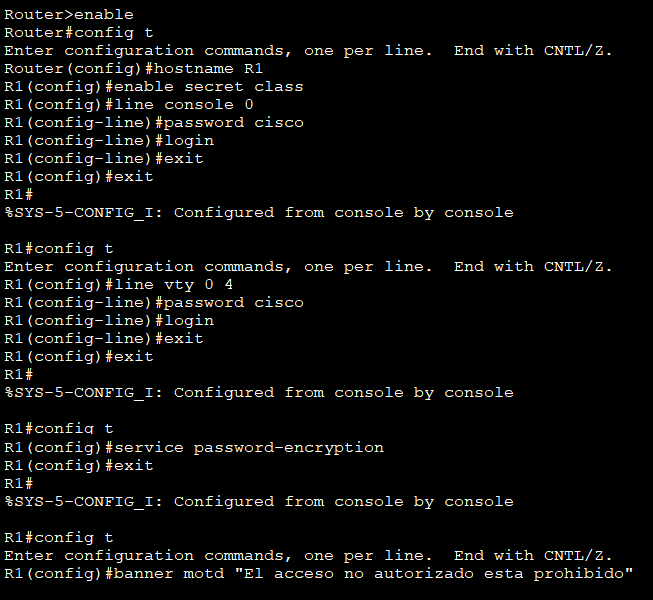 Router>enable
Router#config t
Enter configuration commands, one per line.  End with CNTL/Z.
Router(config)#hostname R1
R1(config)#enable secret class
R1(config)#line console 0
R1(config-line)#password cisco
R1(config-line)#login
R1(config-line)#exit
R1(config)#exit
R1#
%SYS-5-CONFIG_I: Configured from console by console
R1#config t
Enter configuration commands, one per line.  End with CNTL/Z.
R1(config)#line vty 0 4
R1(config-line)#password cisco
R1(config-line)#login
R1(config-line)#exit
R1(config)#exit
R1#
%SYS-5-CONFIG_I: Configured from console by console
R1#config t
R1(config)#service password-encryption
R1(config)#exit
R1#
%SYS-5-CONFIG_I: Configured from console by console
R1#config t
Enter configuration commands, one per line.  End with CNTL/Z.
R1(config)#banner motd "El acceso no autorizado esta prohibido"